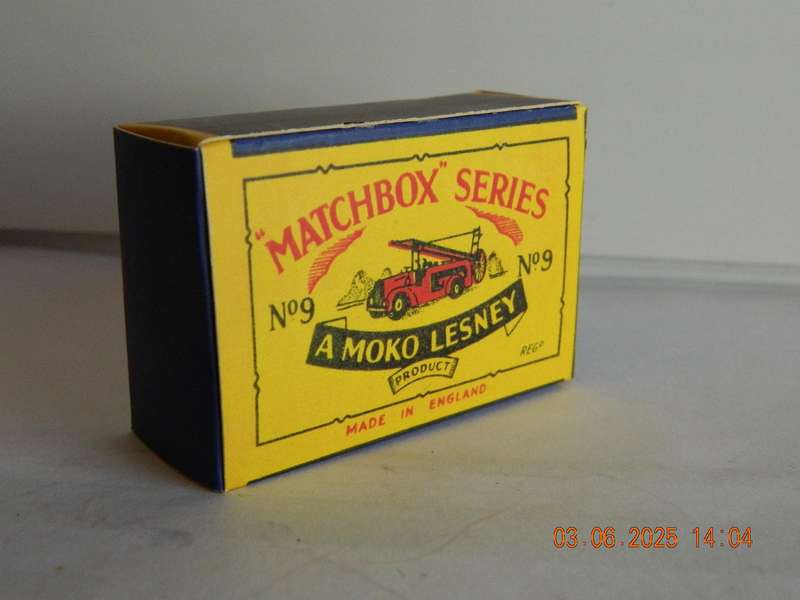 "MATCHBOX" SERIES
Nº9 Nº9
A MOKO LESNEY
PRODUCT
REGD
MADE IN ENGLAND
03.06.2025 14:04